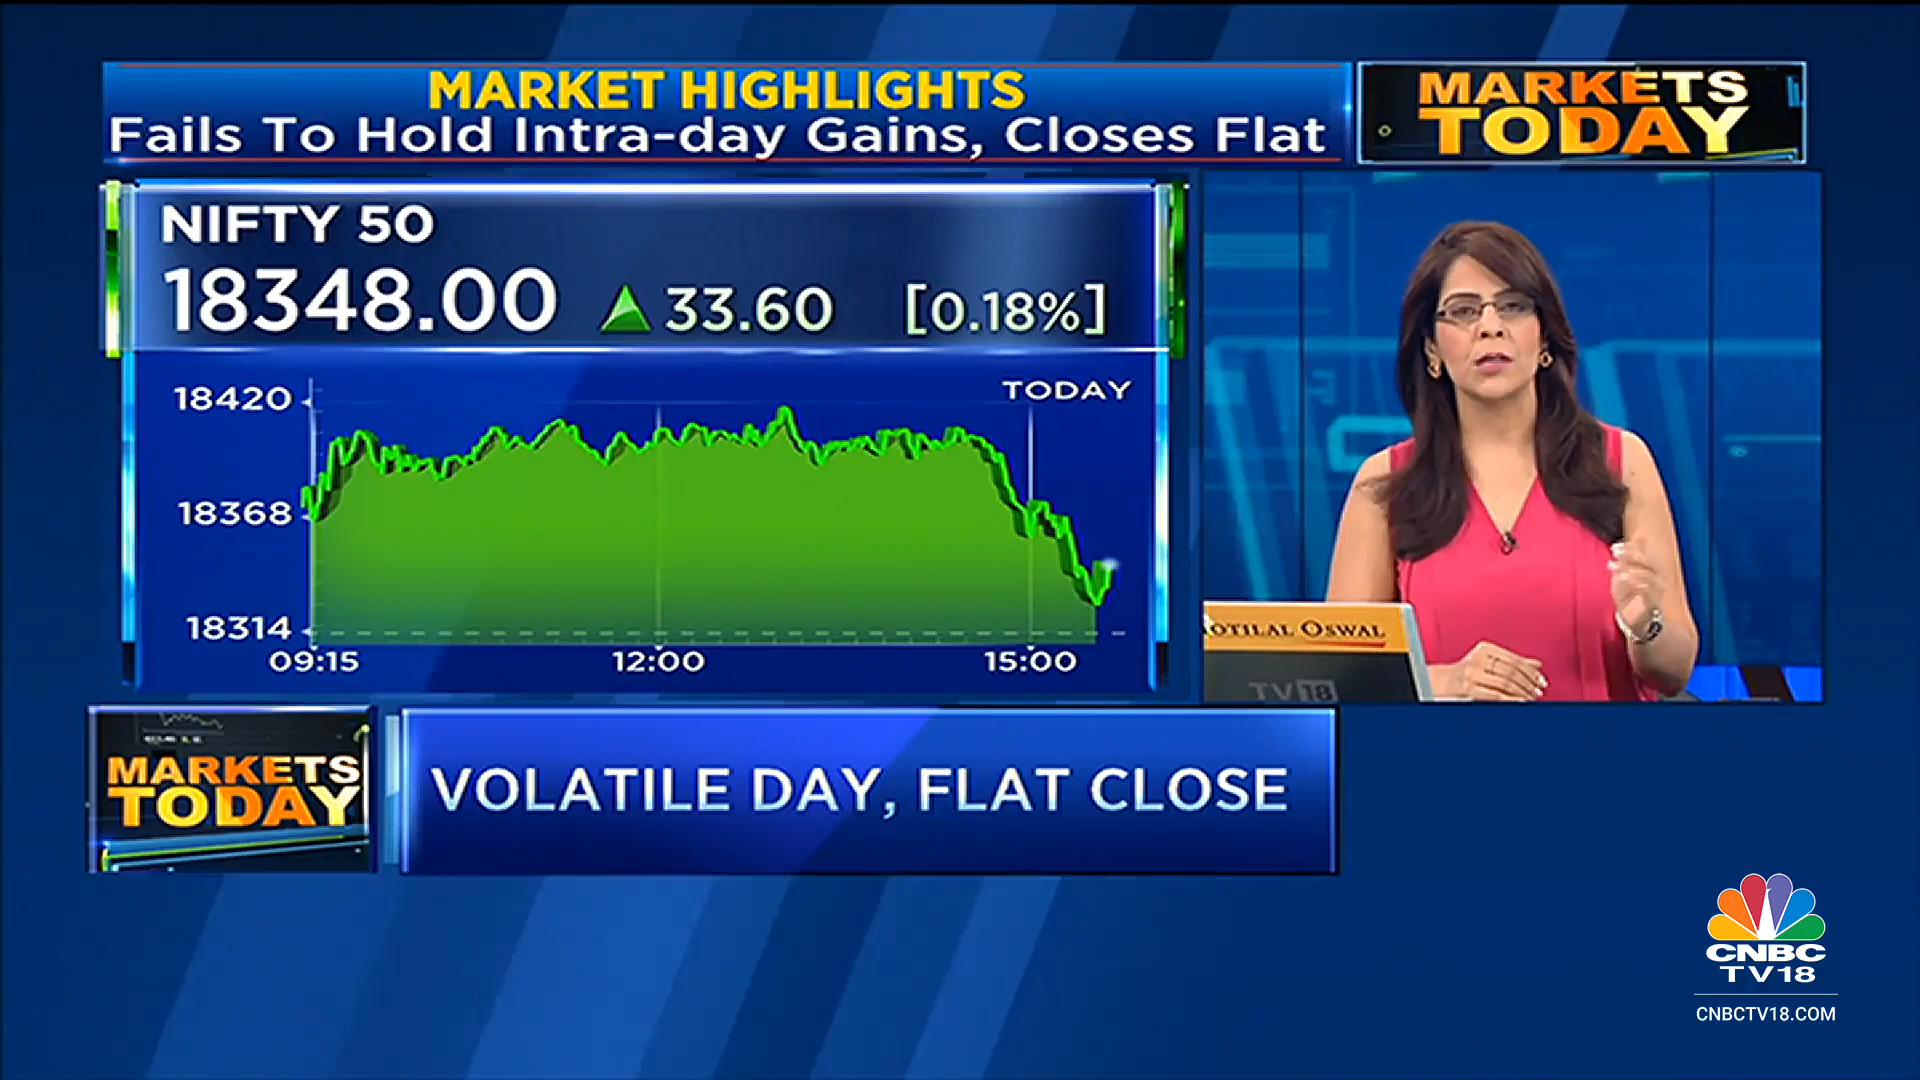 MARKET HIGHLIGHTS
Fails To Hold Intra-day Gains, Closes Flat
MARKETS
TODAY
NIFTY 50
18348.00 ▲ 33.60 [0.18%]
TODAY
18420
18368
18314
09:15 12:00 15:00
OTILAL OSWAL
TV18
MARKETS
TODAY
VOLATILE DAY, FLAT CLOSE
CNBC
TV18
CNBCTV18.COM